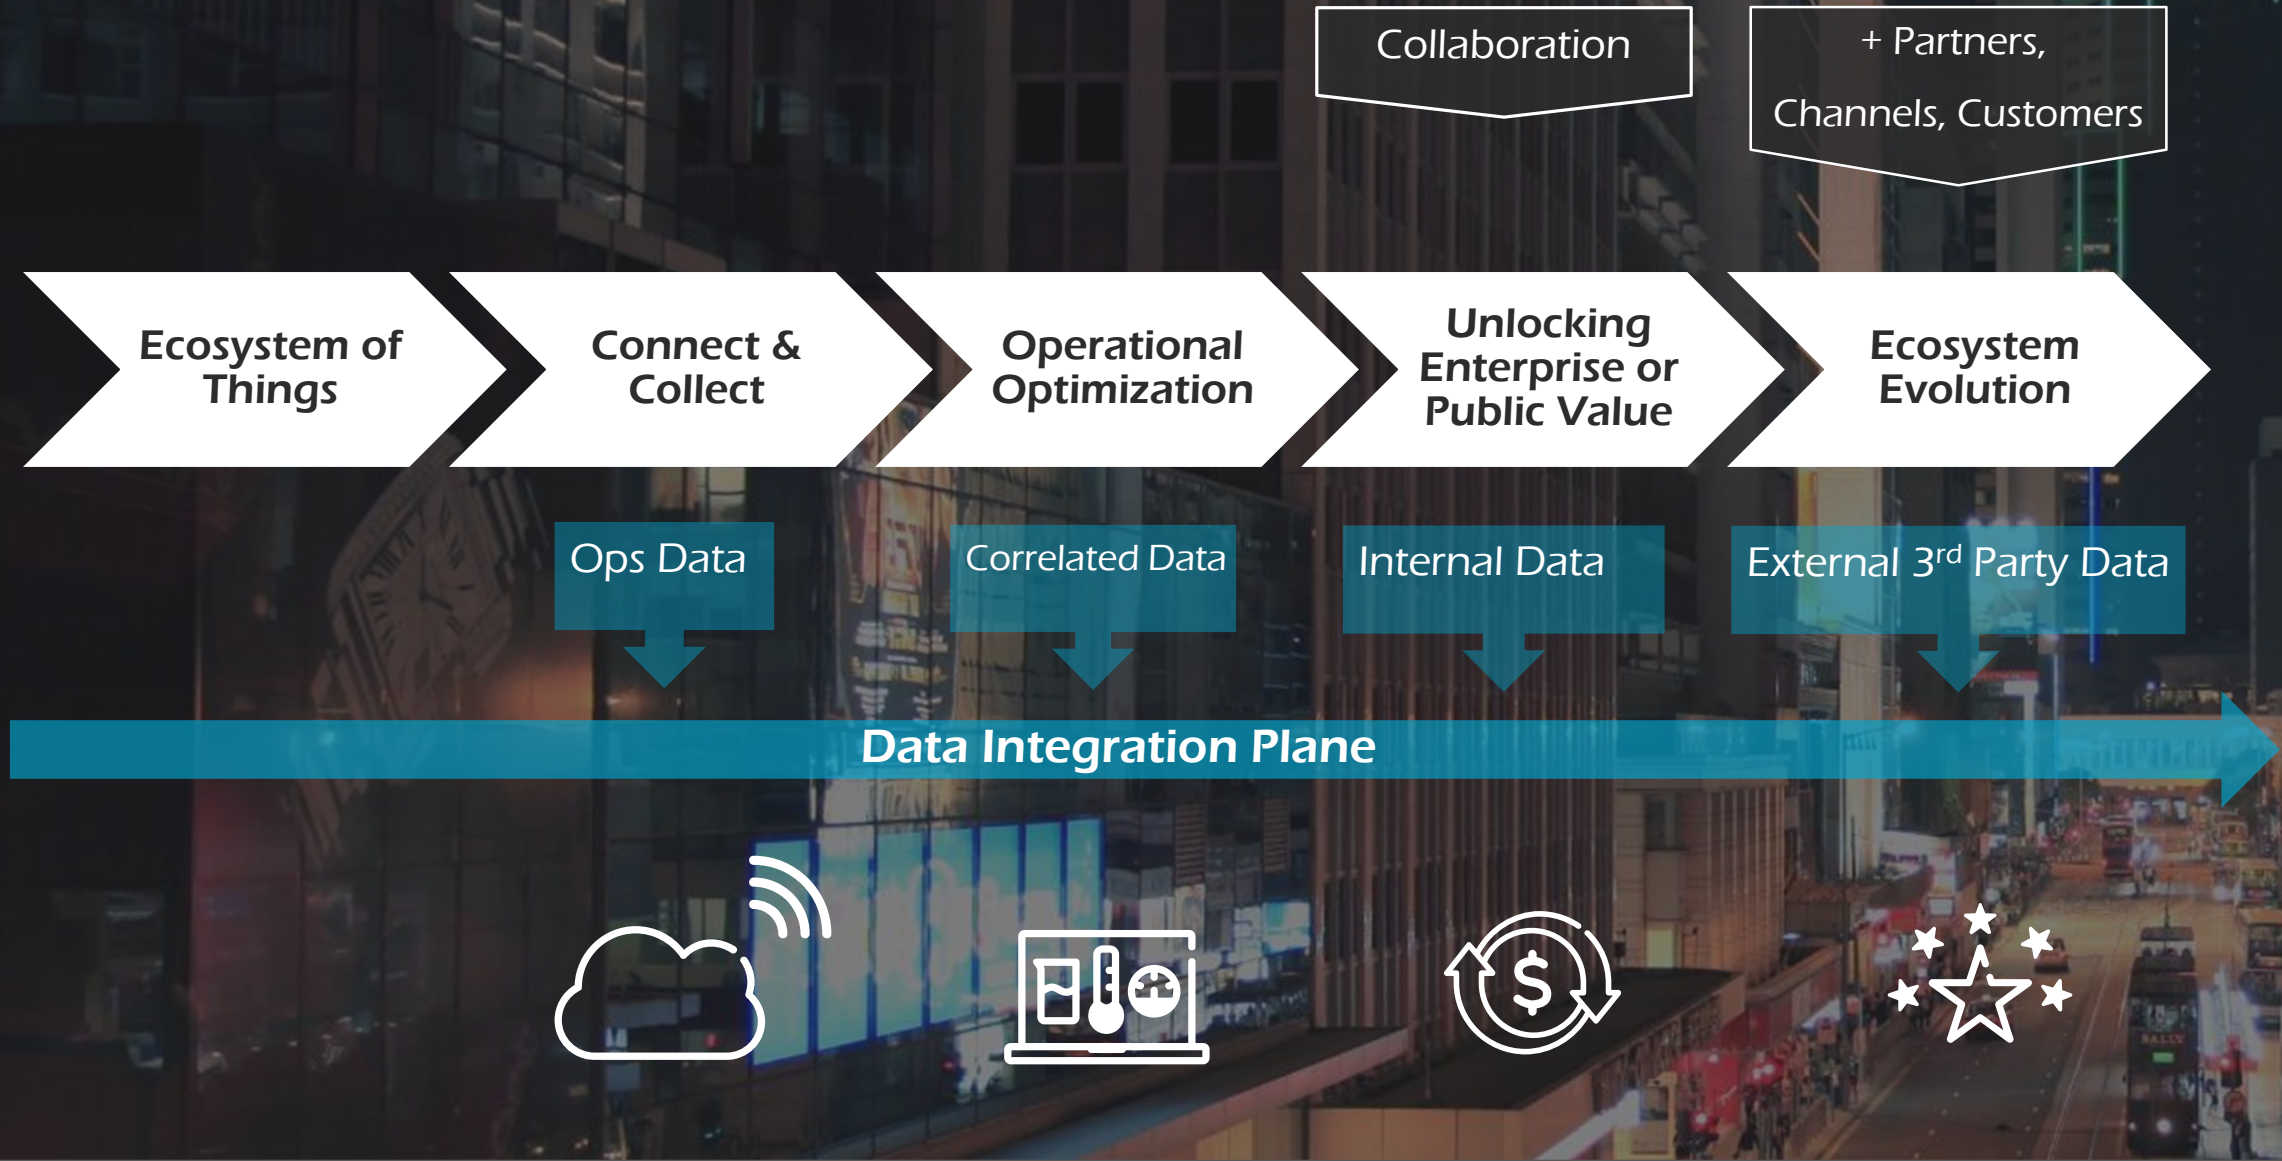 Collaboration
+ Partners,
Channels, Customers
Ecosystem of
Things
Connect &
Collect
Operational
Optimization
Unlocking
Enterprise or
Public Value
Ecosystem
Evolution
Ops Data
Correlated Data
Internal Data
External 3rd Party Data
Data Integration Plane
$
BALLY